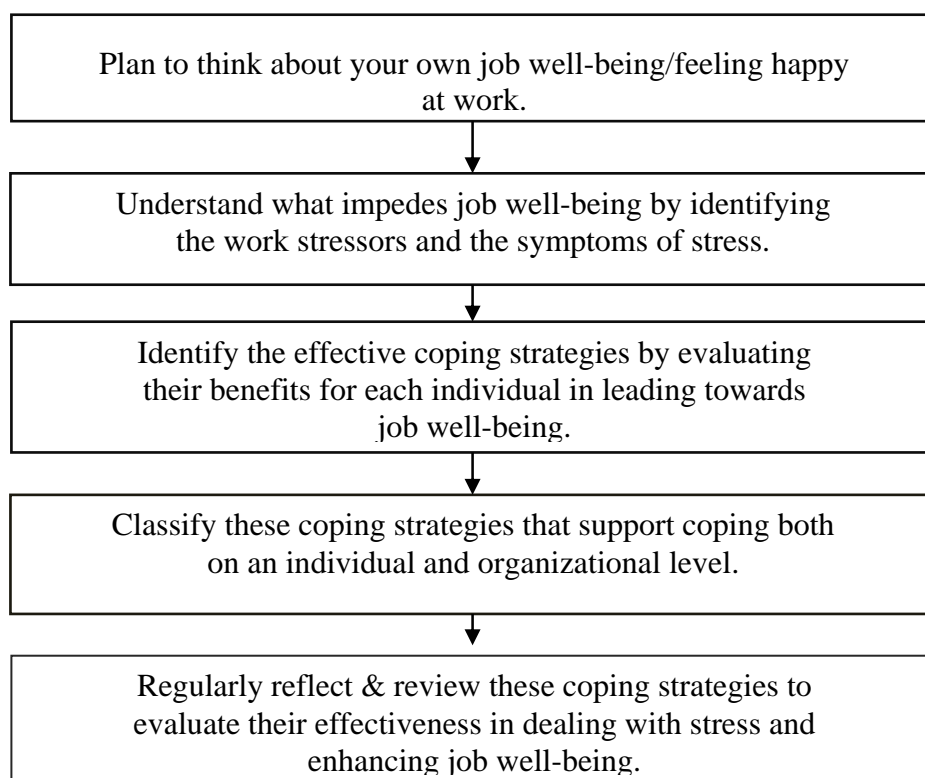 Plan to think about your own job well-being/feeling happy
at work.
Understand what impedes job well-being by identifying
the work stressors and the symptoms of stress.
Identify the effective coping strategies by evaluating
their benefits for each individual in leading towards
job well-being.
Classify these coping strategies that support coping both
on an individual and organizational level.
Regularly reflect & review these coping strategies to
evaluate their effectiveness in dealing with stress and
enhancing job well-being.